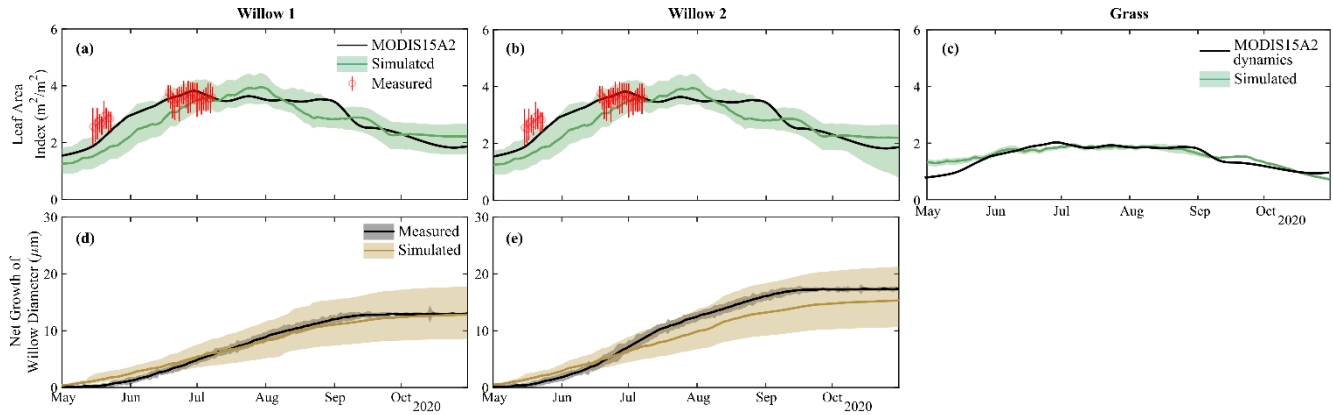 Willow 1
Willow 2
Grass
Leaf Area
Index (m²/m²)
6
4
2
0
(a)
MODIS15A2
Simulated
Measured
6
4
2
0
(b)
MODIS15A2
Simulated
Measured
6
4
2
0
(c)
MODIS15A2
dynamics
Simulated
May
Jun
Jul
Aug
Sep
Oct
2020
Net Growth of
Willow Diameter (μm)
30
20
10
0
(d)
Measured
Simulated
May
Jun
Jul
Aug
Sep
Oct
2020
30
20
10
0
(e)
May
Jun
Jul
Aug
Sep
Oct
2020